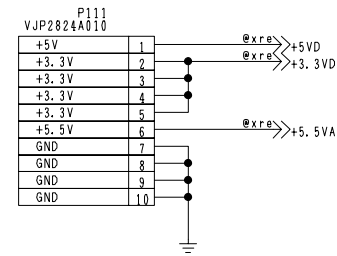 P111
VJP2824A010
+5V 1 @xre +5VD
+3.3V 2 @xre +3.3VD
+3.3V 3
+3.3V 4
+3.3V 5
+5.5V 6 @xre +5.5VA
GND 7
GND 8
GND 9
GND 10